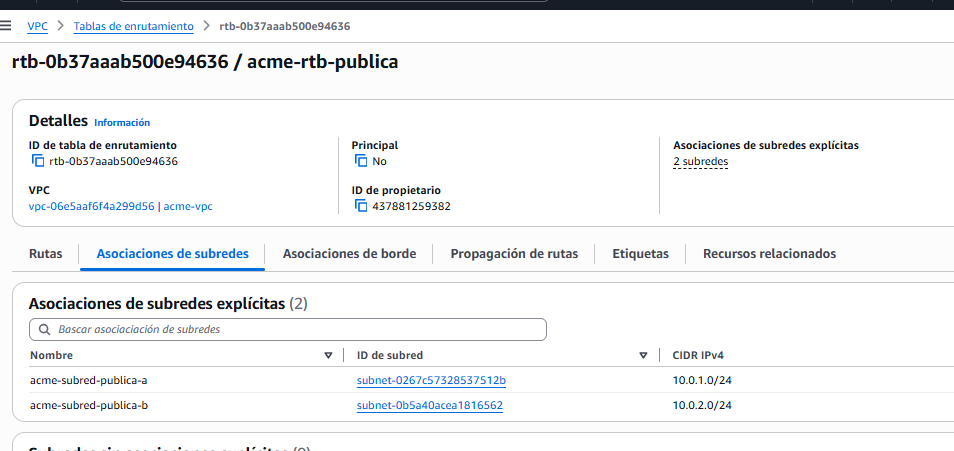 VPC > Tablas de enrutamiento > rtb-0b37aaab500e94636
rtb-0b37aaab500e94636 / acme-rtb-publica
Detalles Información
ID de tabla de enrutamiento
rtb-0b37aaab500e94636
Principal
No
Asociaciones de subredes explícitas
2 subredes
VPC
vpc-06e5aaf6f4a299d56 | acme-vpc
ID de propietario
437881259382
Rutas Asociaciones de subredes Asociaciones de borde Propagación de rutas Etiquetas Recursos relacionados
Asociaciones de subredes explícitas (2)
Bascar asociaciación de subredes
Nombre ID de subred CIDR IPv4
acme-subred-publica-a subnet-0267c57328537512b 10.0.1.0/24
acme-subred-publica-b subnet-0b5a40acea1816562 10.0.2.0/24